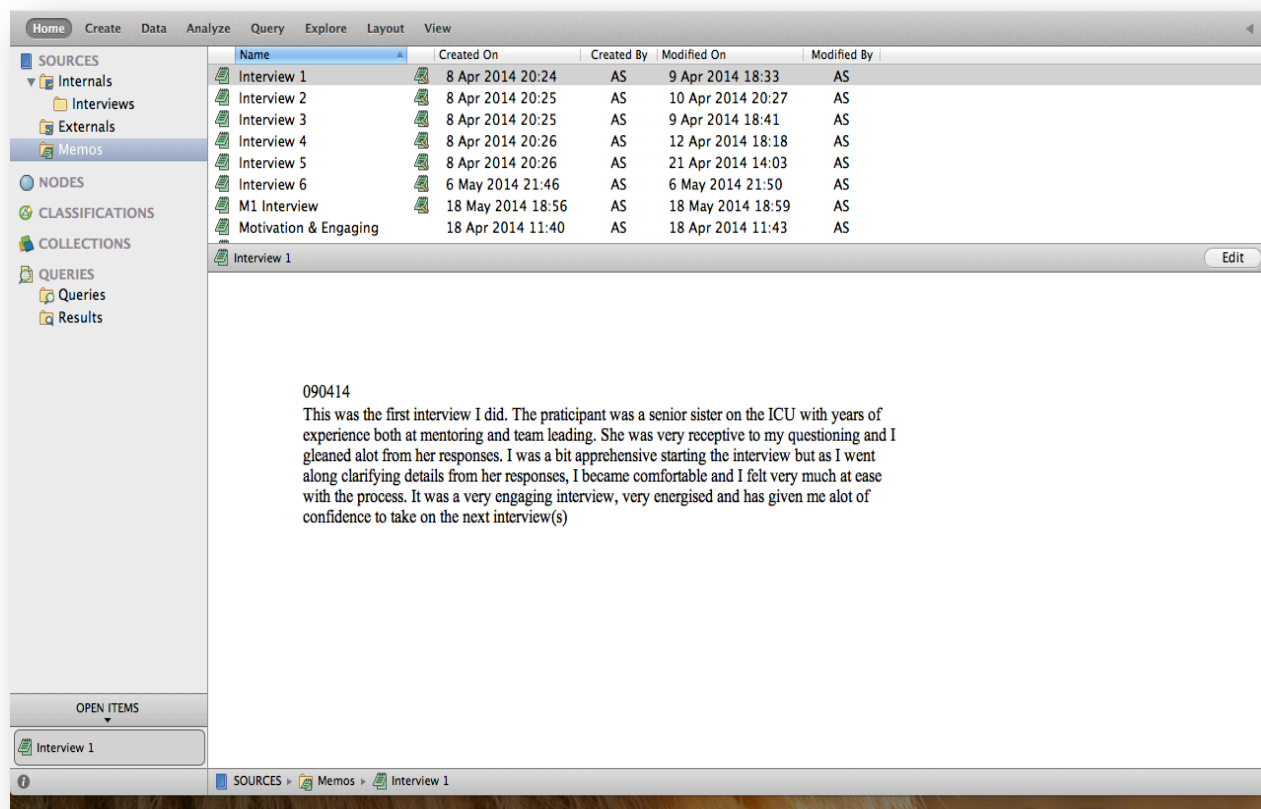 Home Create Data Analyze Query Explore Layout View
SOURCES
Internals
Interviews
Externals
Memos
NODES
CLASSIFICATIONS
COLLECTIONS
QUERIES
Queries
Results
Name Created On Created By Modified On Modified By
Interview 1 8 Apr 2014 20:24 AS 9 Apr 2014 18:33 AS
Interview 2 8 Apr 2014 20:25 AS 10 Apr 2014 20:27 AS
Interview 3 8 Apr 2014 20:25 AS 9 Apr 2014 18:41 AS
Interview 4 8 Apr 2014 20:26 AS 12 Apr 2014 18:18 AS
Interview 5 8 Apr 2014 20:26 AS 21 Apr 2014 14:03 AS
Interview 6 6 May 2014 21:46 AS 6 May 2014 21:50 AS
M1 Interview 18 May 2014 18:56 AS 18 May 2014 18:59 AS
Motivation & Engaging 18 Apr 2014 11:40 AS 18 Apr 2014 11:43 AS
Interview 1 Edit
090414
This was the first interview I did. The praticipant was a senior sister on the ICU with years of
experience both at mentoring and team leading. She was very receptive to my questioning and I
gleaned alot from her responses. I was a bit apprehensive starting the interview but as I went
along clarifying details from her responses, I became comfortable and I felt very much at ease
with the process. It was a very engaging interview, very energised and has given me alot of
confidence to take on the next interview(s)
OPEN ITEMS
Interview 1
SOURCES Memos Interview 1